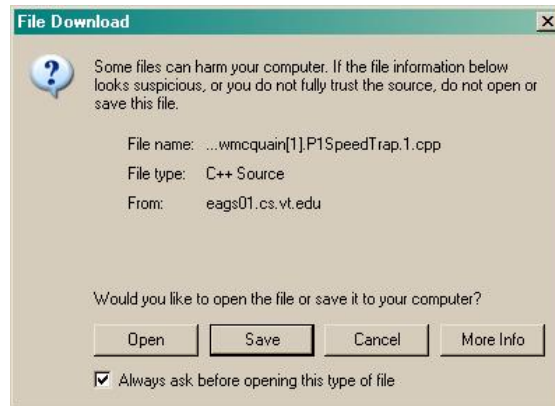 File Download
Some files can harm your computer. If the file information below
looks suspicious, or you do not fully trust the source, do not open or
save this file.
File name: ...wmcquain[1].P1SpeedTrap.1.cpp
File type: C++ Source
From: eags01.cs.vt.edu
Would you like to open the file or save it to your computer?
Open Save Cancel More Info
Always ask before opening this type of file